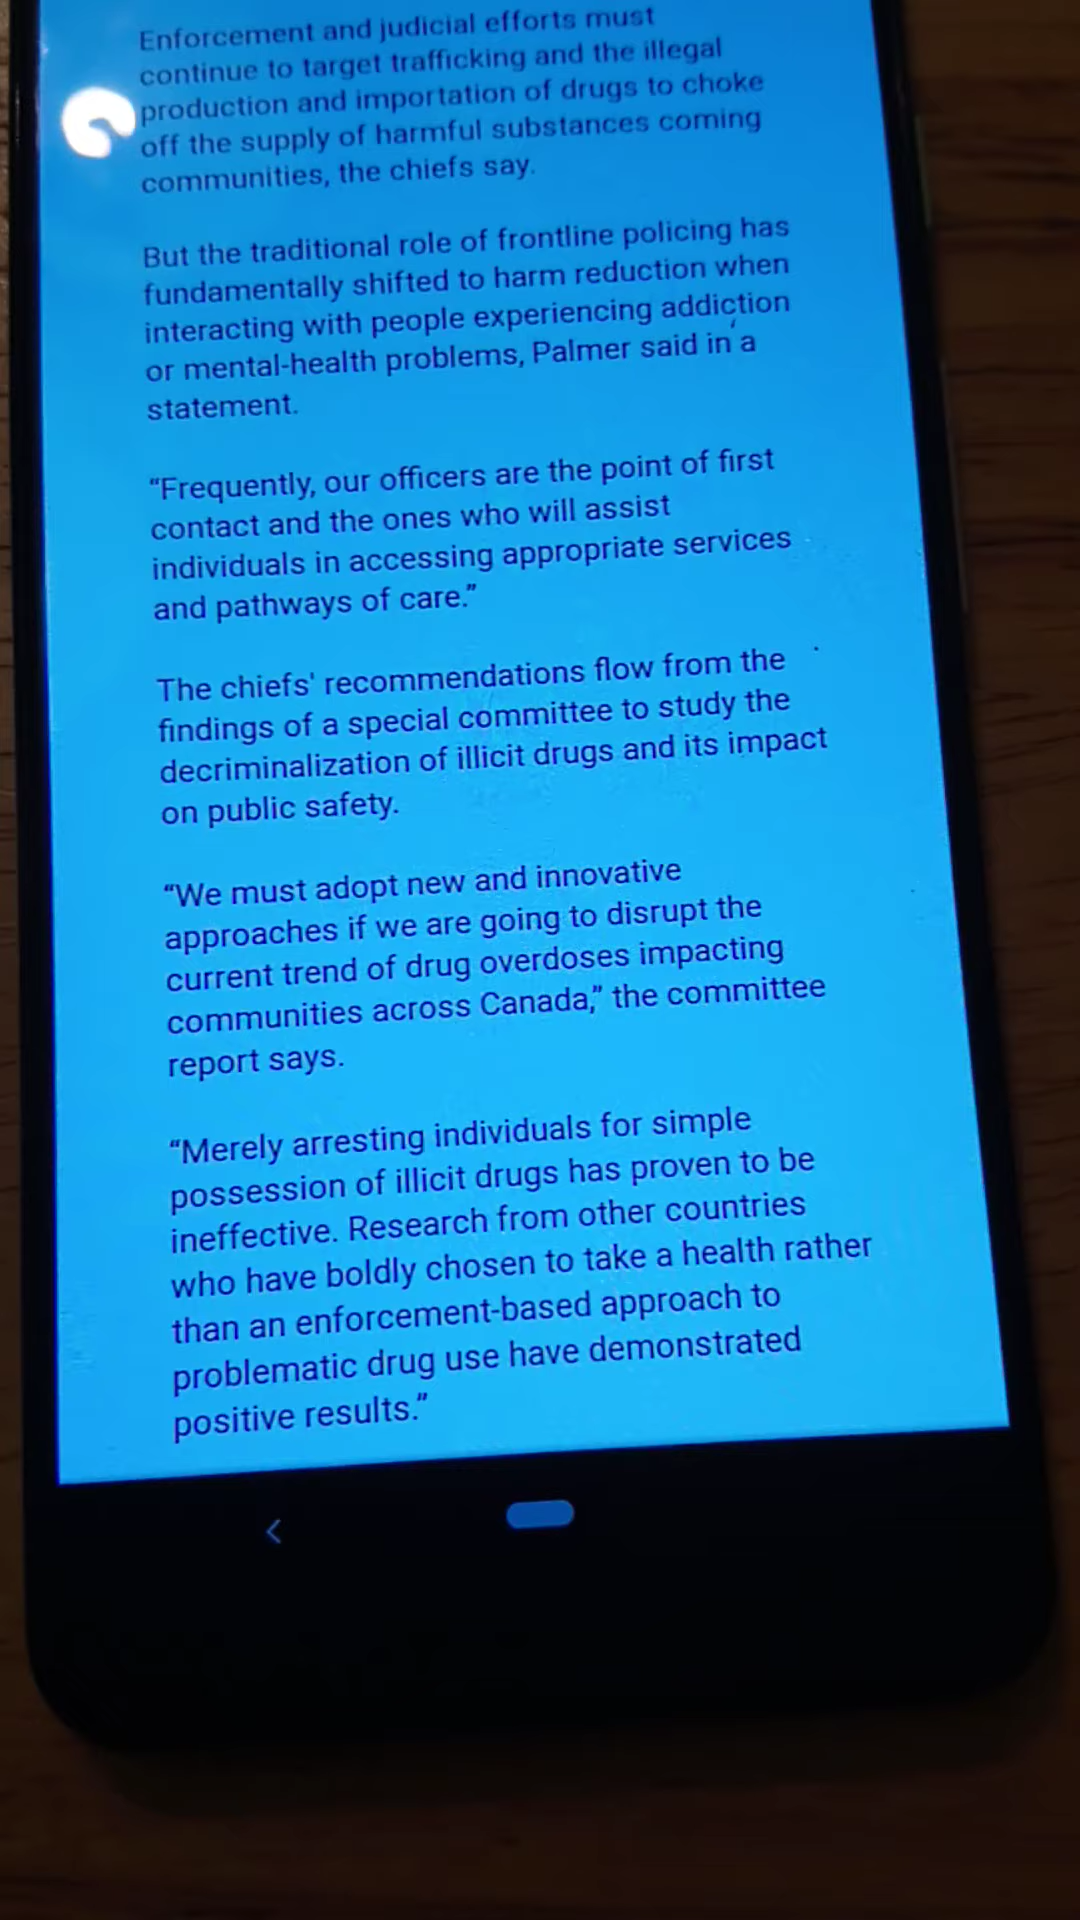 Enforcement and judicial efforts must
continue to target trafficking and the illegal
production and importation of drugs to choke
off the supply of harmful substances coming
communities, the chiefs say.
But the traditional role of frontline policing has
fundamentally shifted to harm reduction when
interacting with people experiencing addiction
or mental-health problems, Palmer said in a
statement.
“Frequently, our officers are the point of first
contact and the ones who will assist
individuals in accessing appropriate services
and pathways of care.”
The chiefs' recommendations flow from the
findings of a special committee to study the
decriminalization of illicit drugs and its impact
on public safety.
“We must adopt new and innovative
approaches if we are going to disrupt the
current trend of drug overdoses impacting
communities across Canada,” the committee
report says.
“Merely arresting individuals for simple
possession of illicit drugs has proven to be
ineffective. Research from other countries
who have boldly chosen to take a health rather
than an enforcement-based approach to
problematic drug use have demonstrated
positive results.”